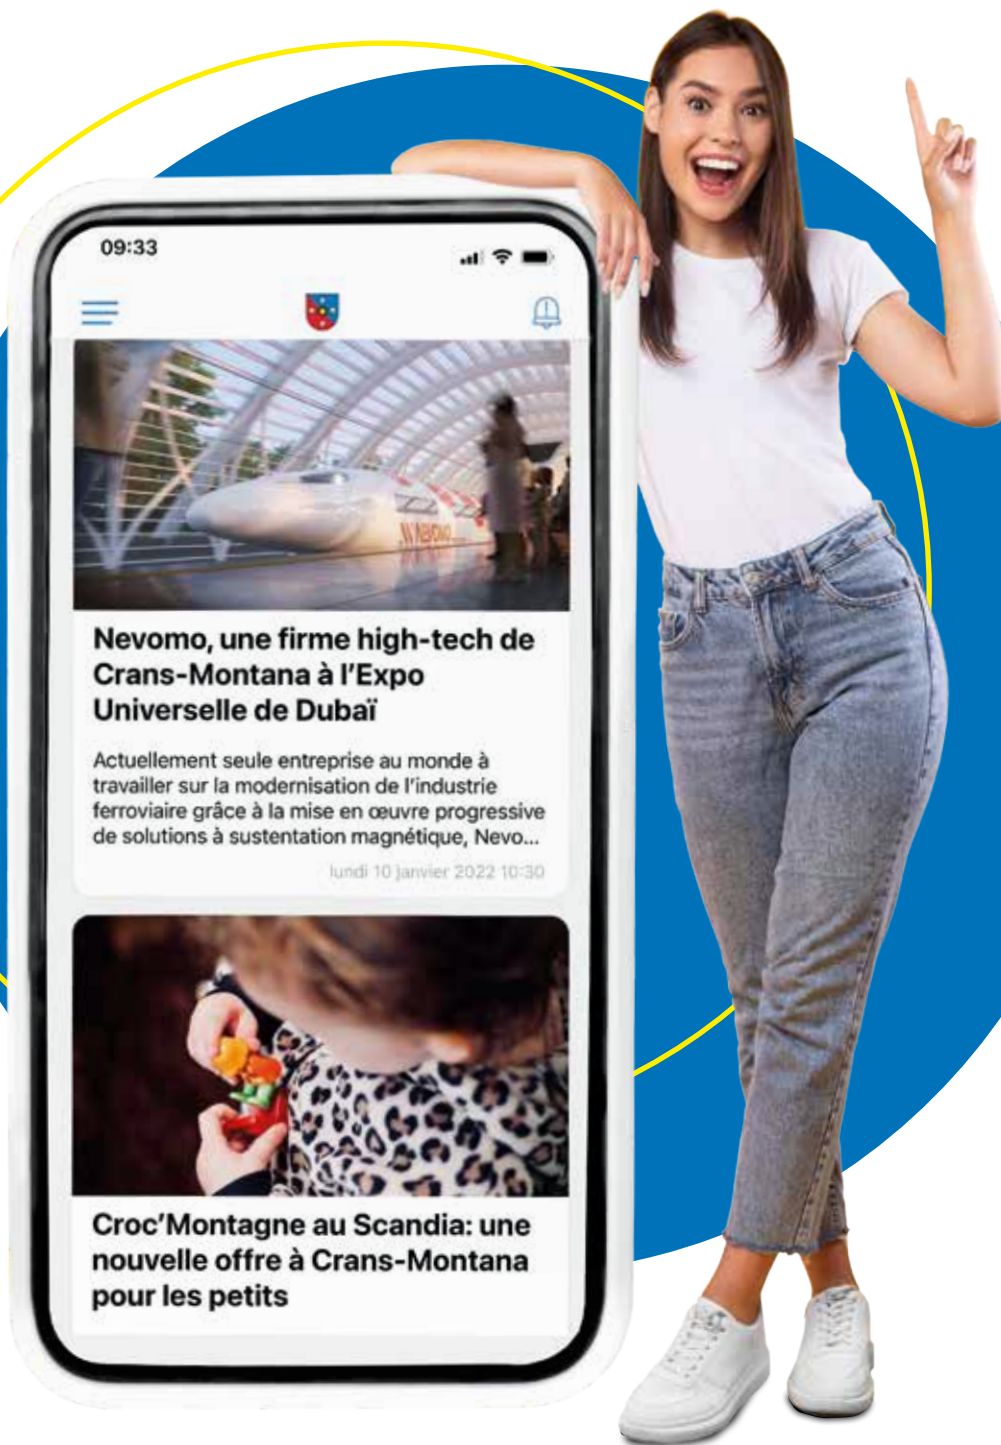 09:33
NEVOMO
Nevomo, une firme high-tech de
Crans-Montana à l'Expo
Universelle de Dubaï
Actuellement seule entreprise au monde à
travailler sur la modernisation de l'industrie
ferroviaire grâce à la mise en œuvre progressive
de solutions à sustentation magnétique, Nevo...
lundi 10 janvier 2022 10:30
Croc'Montagne au Scandia: une
nouvelle offre à Crans-Montana
pour les petits